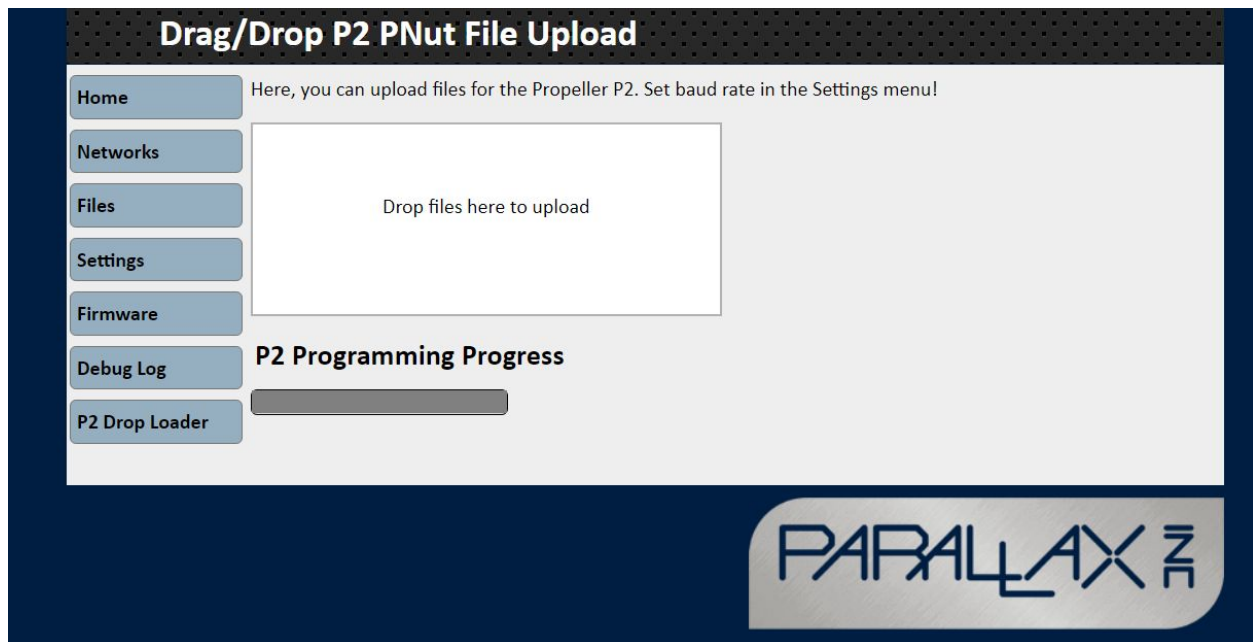 Drag/Drop P2 PNut File Upload
Home
Networks
Files
Settings
Firmware
Debug Log
P2 Drop Loader
Here, you can upload files for the Propeller P2. Set baud rate in the Settings menu!
Drop files here to upload
P2 Programming Progress
PARALLAX INC